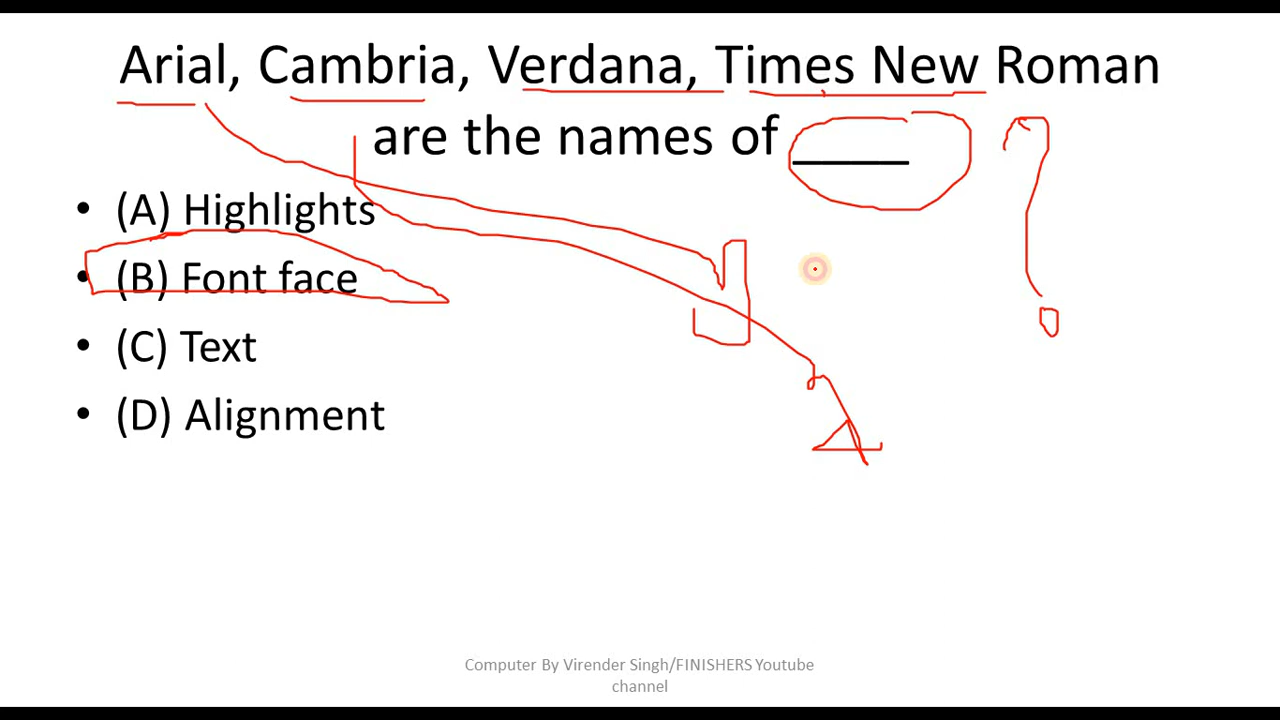 Arial, Cambria, Verdana, Times New Roman
are the names of _____
• (A) Highlights
• (B) Font face
• (C) Text
• (D) Alignment
Computer By Virender Singh/FINISHERS Youtube
channel